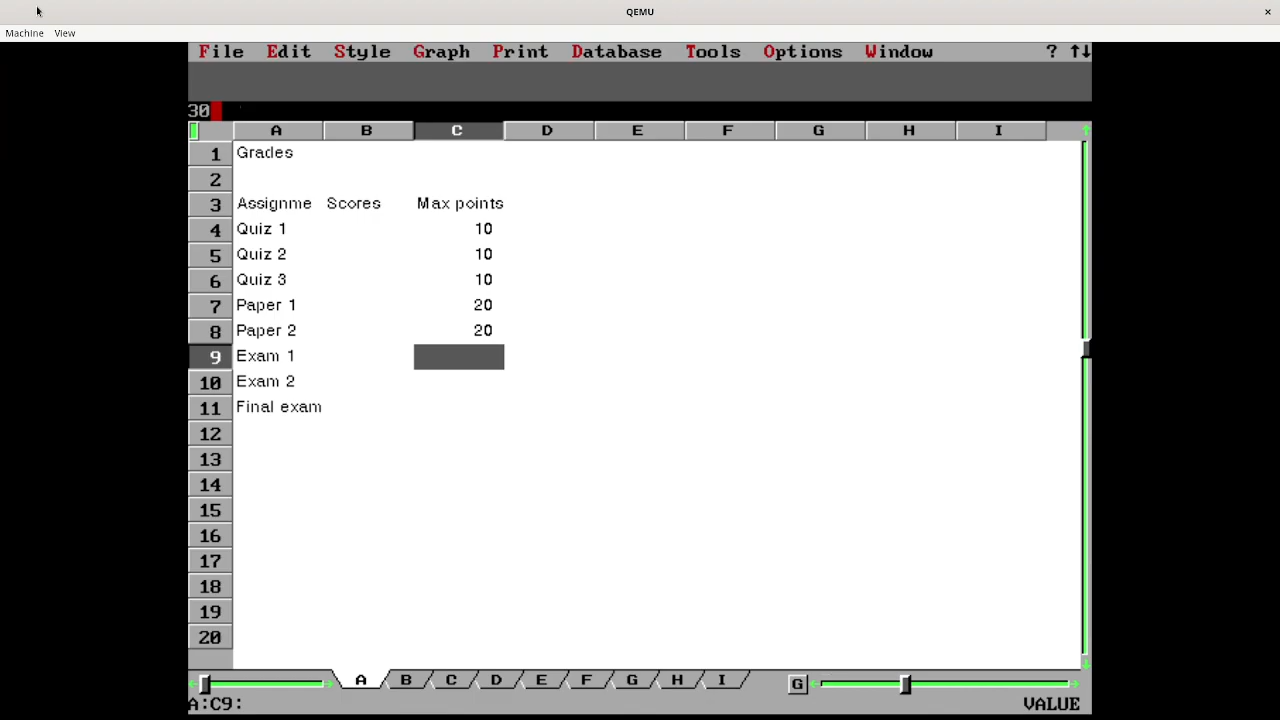 QEMU ×
Machine View
File Edit Style Graph Print Database Tools Options Window ? ↑↓
30
A B C D E F G H I
1 Grades
2
3 Assignme Scores Max points
4 Quiz 1 10
5 Quiz 2 10
6 Quiz 3 10
7 Paper 1 20
8 Paper 2 20
9 Exam 1
10 Exam 2
11 Final exam
12
13
14
15
16
17
18
19
20
A B C D E F G H I G
A:C9: VALUE